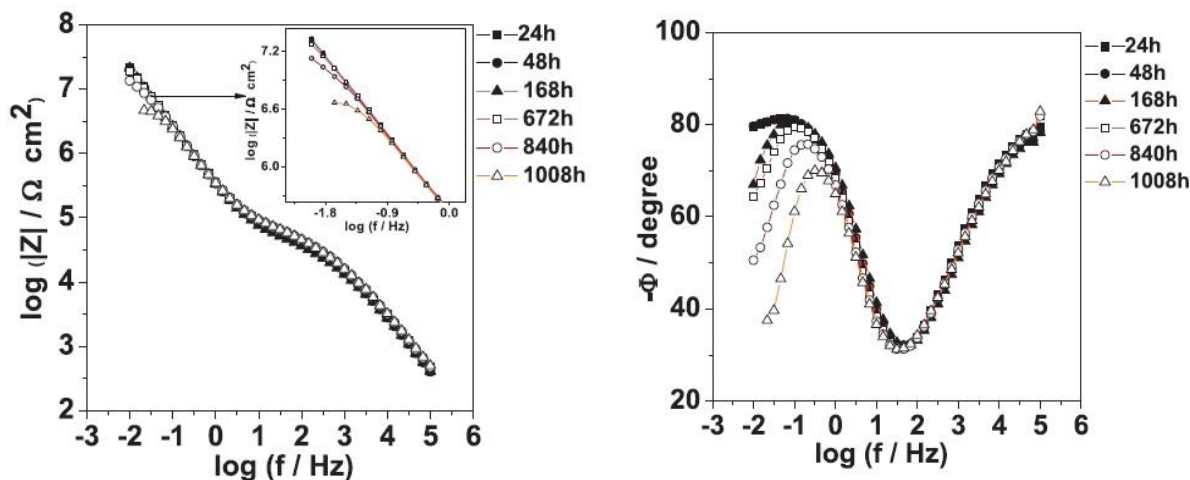 8
7
6
5
4
3
2
-3 -2 -1 0 1 2 3 4 5 6
log (f / Hz)
log (|Z| / Ω cm²)
7.2
6.6
6.0
-1.8 -0.9 0.0
log (f / Hz)
log (|Z| / Ω cm²)
24h
48h
168h
672h
840h
1008h
100
80
60
40
20
-3 -2 -1 0 1 2 3 4 5 6
log (f / Hz)
-Φ / degree
24h
48h
168h
672h
840h
1008h